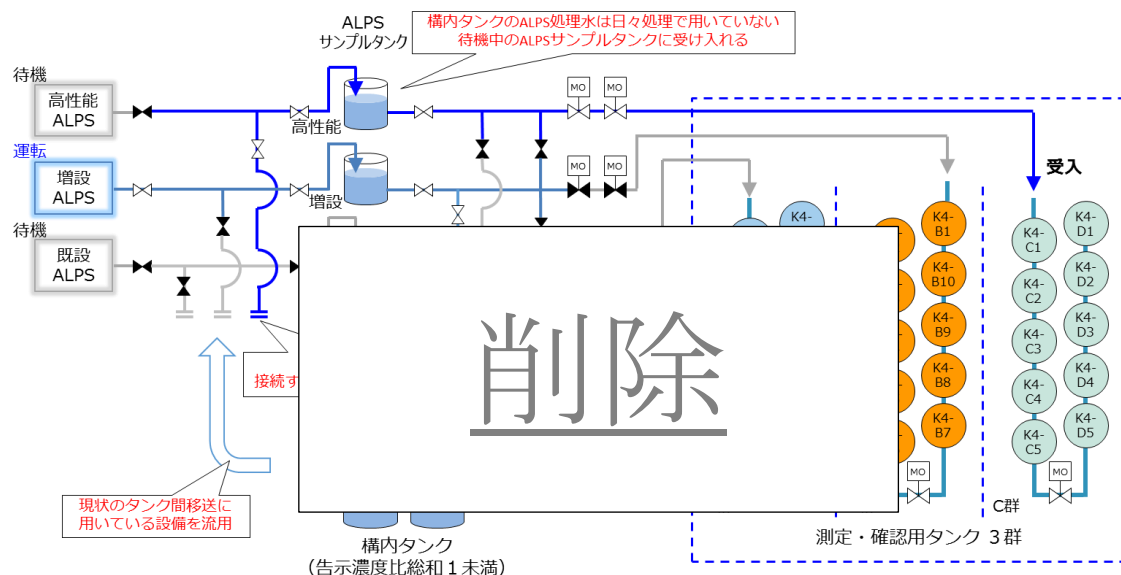 ALPS
サンプルタンク
構内タンクのALPS処理水は日々処理で用いていない
待機中のALPSサンプルタンクに受け入れる
待機
高性能
ALPS
高性能
MO
MO
運転
増設
ALPS
増設
MO
MO
受入
待機
既設
ALPS
K4-
K4-
B1
K4-
B10
K4-
B9
K4-
B8
K4-
B7
K4-
C1
K4-
C2
K4-
C3
K4-
C4
K4-
C5
K4-
D1
K4-
D2
K4-
D3
K4-
D4
K4-
D5
削除
接続す
MO
MO
C群
現状のタンク間移送に
用いている設備を流用
測定・確認用タンク 3群
構内タンク
(告示濃度比総和1未満)